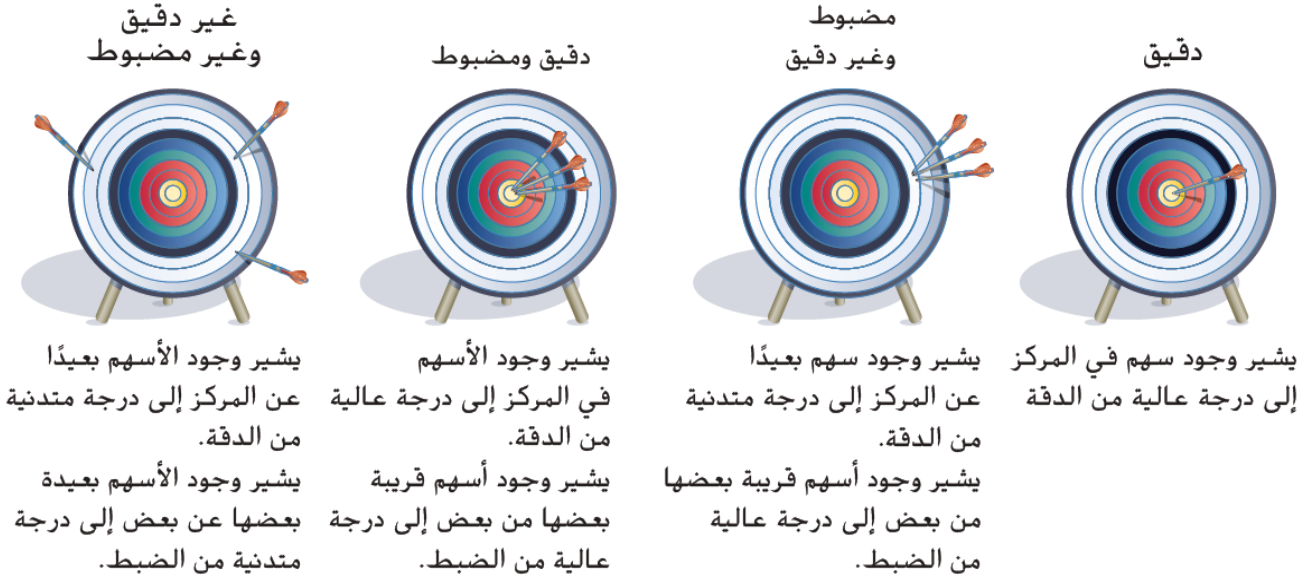 دقيق
يشير وجود سهم في المركز
إلى درجة عالية من الدقة
مضبوط
وغير دقيق
يشير وجود سهم بعيدًا
عن المركز إلى درجة متدنية
من الدقة.
يشير وجود أسهم قريبة بعضها
من بعض إلى درجة عالية
من الضبط.
دقيق ومضبوط
يشير وجود الأسهم
في المركز إلى درجة عالية
من الدقة.
يشير وجود أسهم قريبة
بعضها من بعض إلى درجة
عالية من الضبط.
غير دقيق
وغير مضبوط
يشير وجود الأسهم بعيدًا
عن المركز إلى درجة متدنية
من الدقة.
يشير وجود الأسهم بعيدة
بعضها عن بعض إلى درجة
متدنية من الضبط.